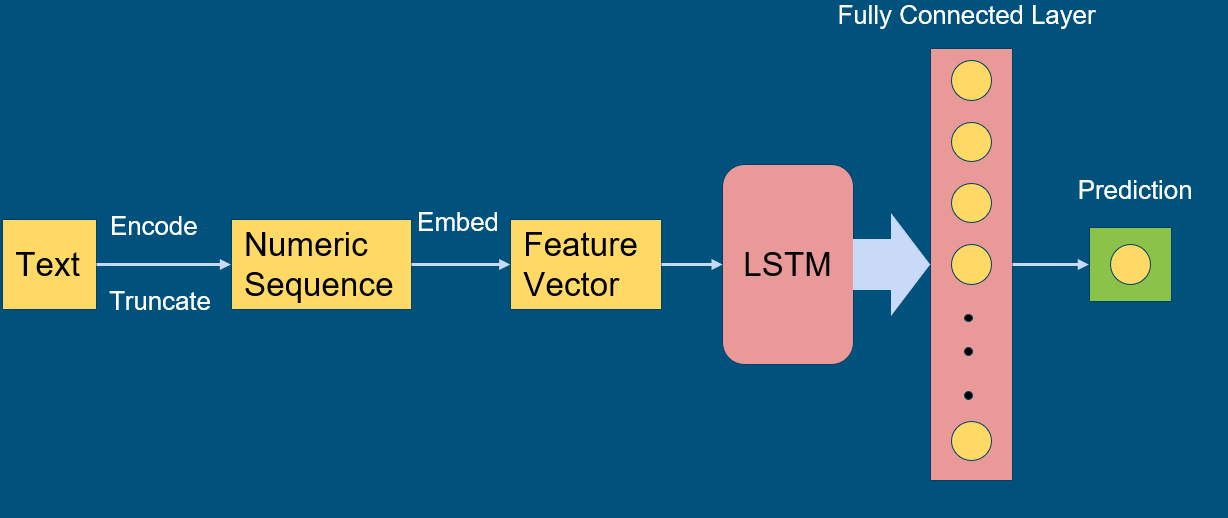 Fully Connected Layer
Prediction
Encode
Embed
Text
Numeric
Sequence
Feature
Vector
LSTM
Truncate